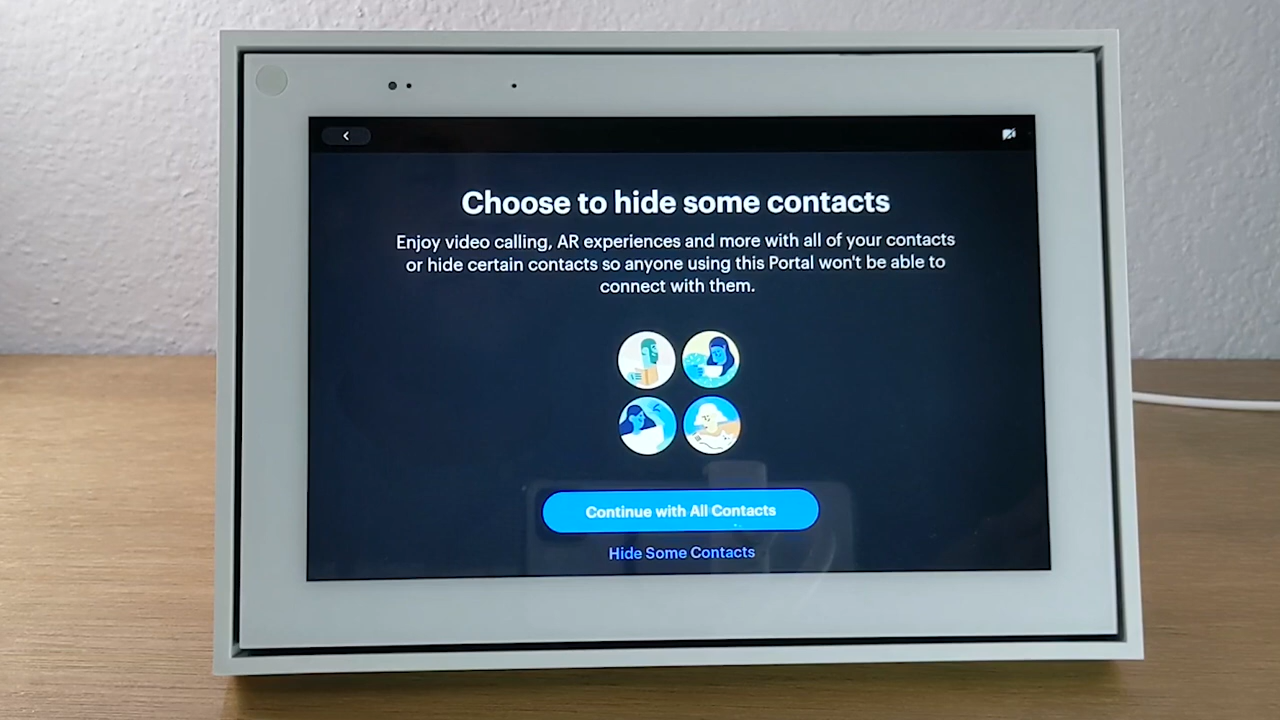 Choose to hide some contacts
Enjoy video calling, AR experiences and more with all of your contacts
or hide certain contacts so anyone using this Portal won't be able to
connect with them.
Continue with All Contacts
Hide Some Contacts